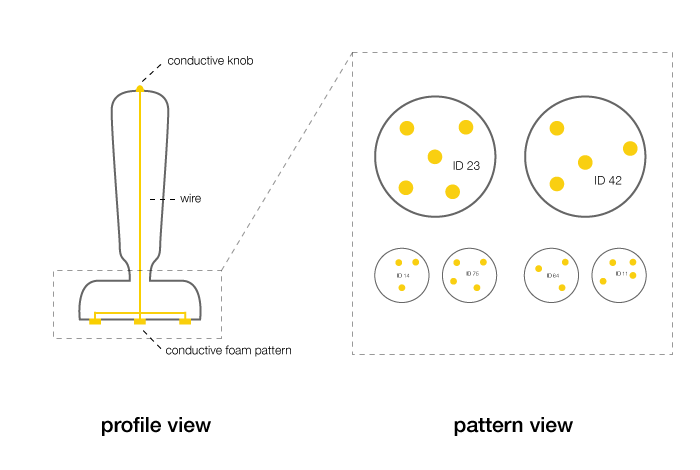 conductive knob
wire
conductive foam pattern
profile view
ID 23
ID 42
ID 14
ID 75
ID 64
ID 11
pattern view